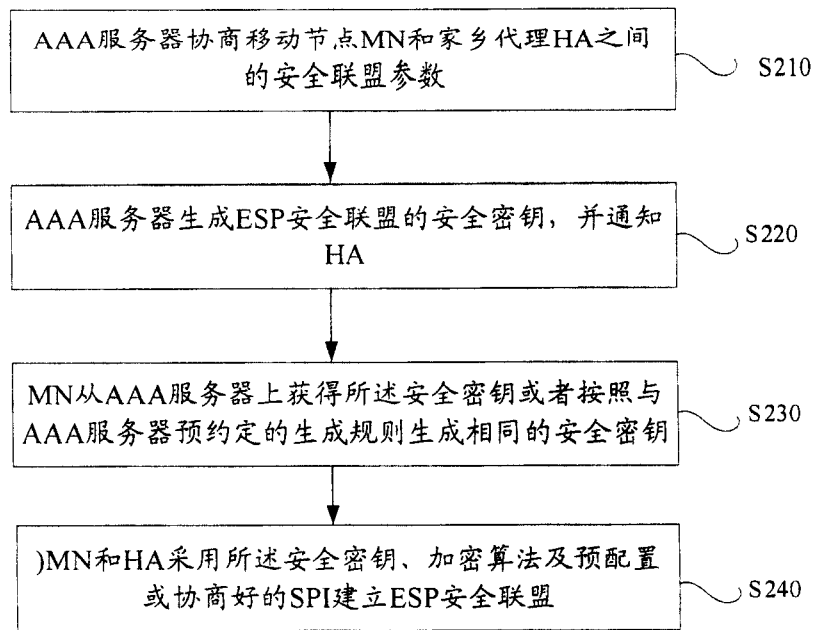 AAA服务器协商移动节点MN和家乡代理HA之间
的安全联盟参数
S210
AAA服务器生成ESP安全联盟的安全密钥，并通知
HA
S220
MN从AAA服务器上获得所述安全密钥或者按照与
AAA服务器预约定的生成规则生成相同的安全密钥
S230
)MN和HA采用所述安全密钥、加密算法及预配置
或协商好的SPI建立ESP安全联盟
S240